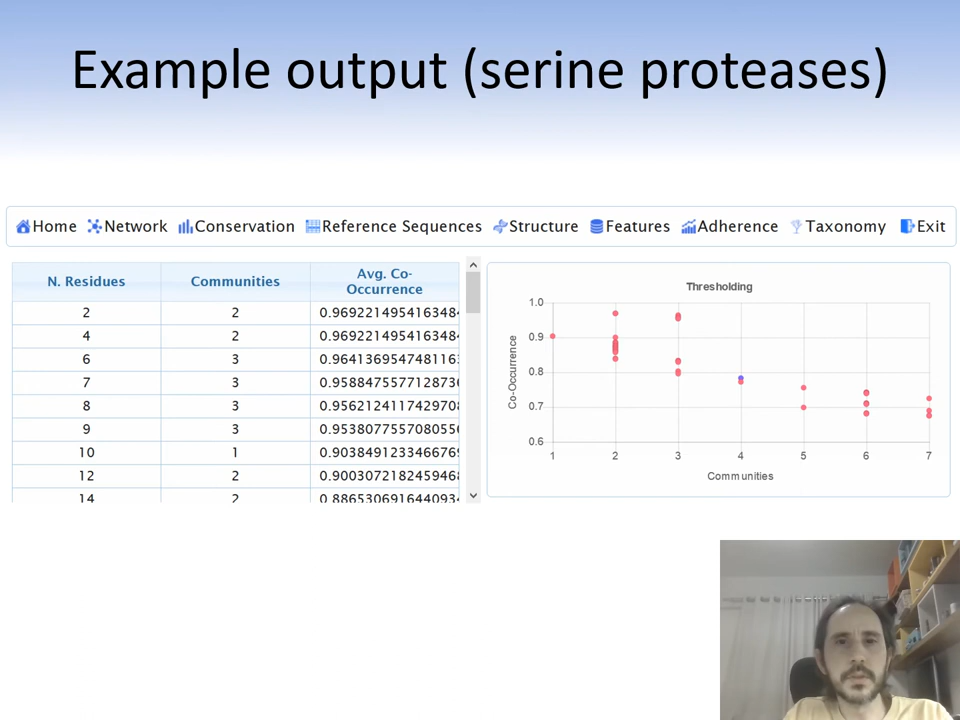 Example output (serine proteases)
Home Network Conservation Reference Sequences Structure Features Adherence Taxonomy Exit
N. Residues Communities Avg. Co-
Occurrence
2 2 0.9692214954163484
4 2 0.9692214954163484
6 3 0.964136954748116
7 3 0.958847557712873
8 3 0.956212411742970
9 3 0.953807755708055
10 1 0.903849123346676
12 2 0.900307218245946
14 2 0.886530691644093
Thresholding
1.0
0.9
0.8
0.7
0.6
Co-Occurrence
1 2 3 4 5 6 7
Communities